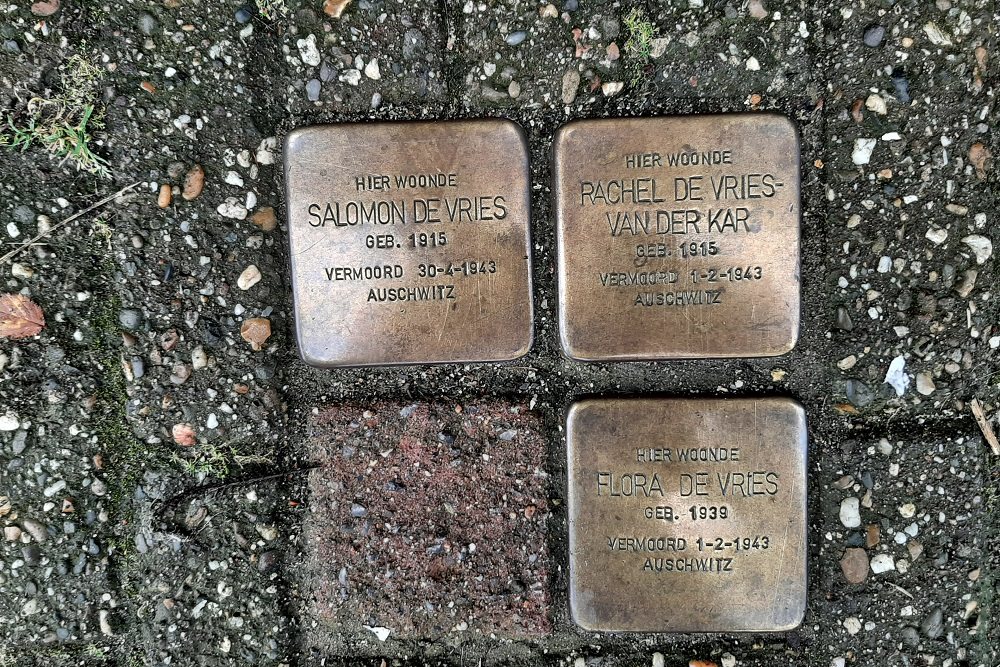 HIER WOONDE
SALOMON DE VRIES
GEB. 1915
VERMOORD 30-4-1943
AUSCHWITZ
HIER WOONDE
RACHEL DE VRIES-
VAN DER KAR
GEB. 1915
VERMOORD 1-2-1943
AUSCHWITZ
HIER WOONDE
FLORA DE VRIES
GEB. 1939
VERMOORD 1-2-1943
AUSCHWITZ